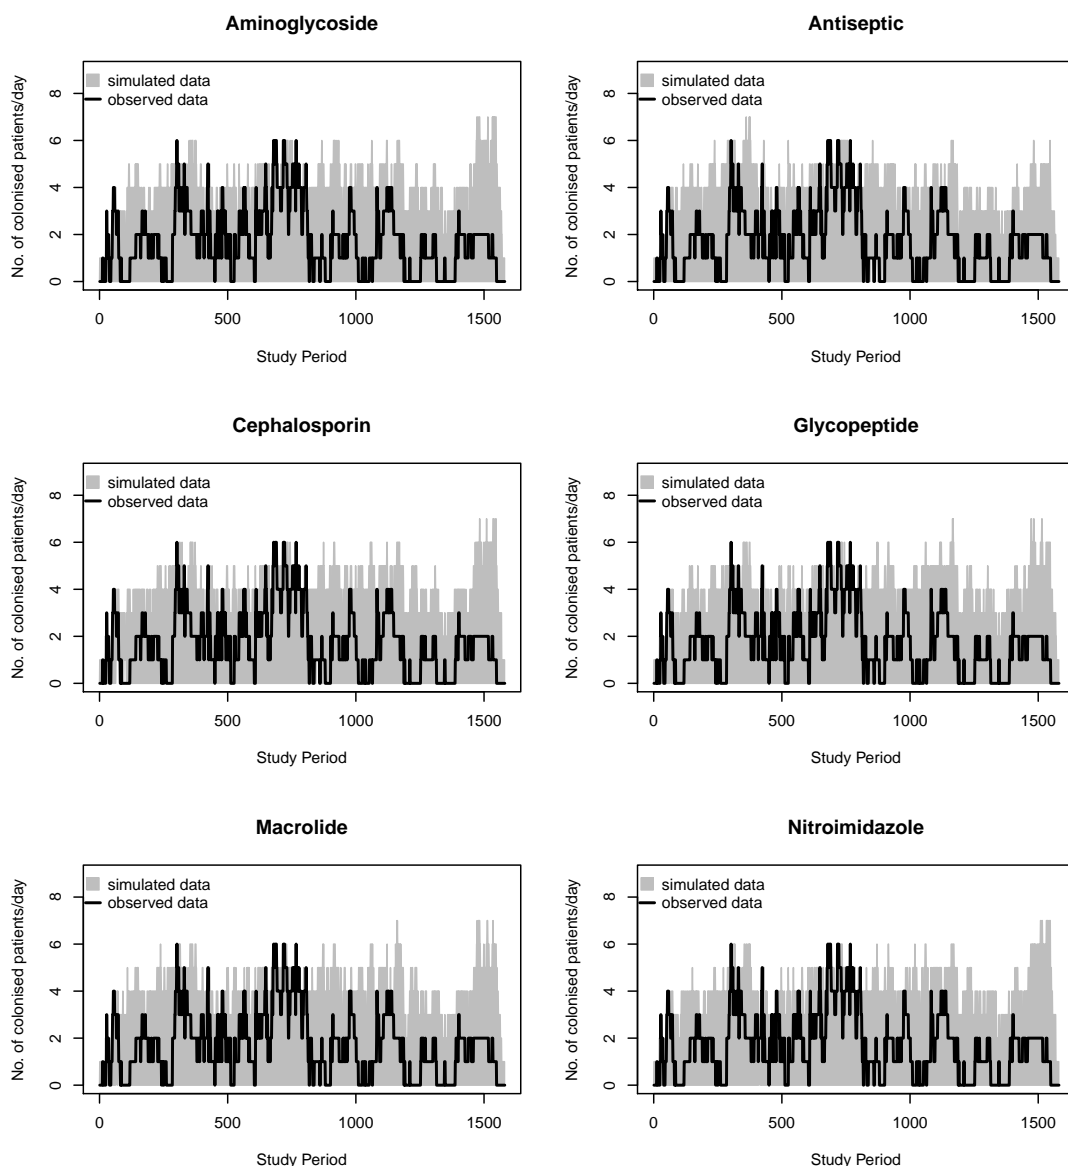 Aminoglycoside
No. of colonised patients/day
8
6
4
2
0
simulated data
observed data
0 500 1000 1500
Study Period
Antiseptic
No. of colonised patients/day
8
6
4
2
0
simulated data
observed data
0 500 1000 1500
Study Period
Cephalosporin
No. of colonised patients/day
8
6
4
2
0
simulated data
observed data
0 500 1000 1500
Study Period
Glycopeptide
No. of colonised patients/day
8
6
4
2
0
simulated data
observed data
0 500 1000 1500
Study Period
Macrolide
No. of colonised patients/day
8
6
4
2
0
simulated data
observed data
0 500 1000 1500
Study Period
Nitroimidazole
No. of colonised patients/day
8
6
4
2
0
simulated data
observed data
0 500 1000 1500
Study Period